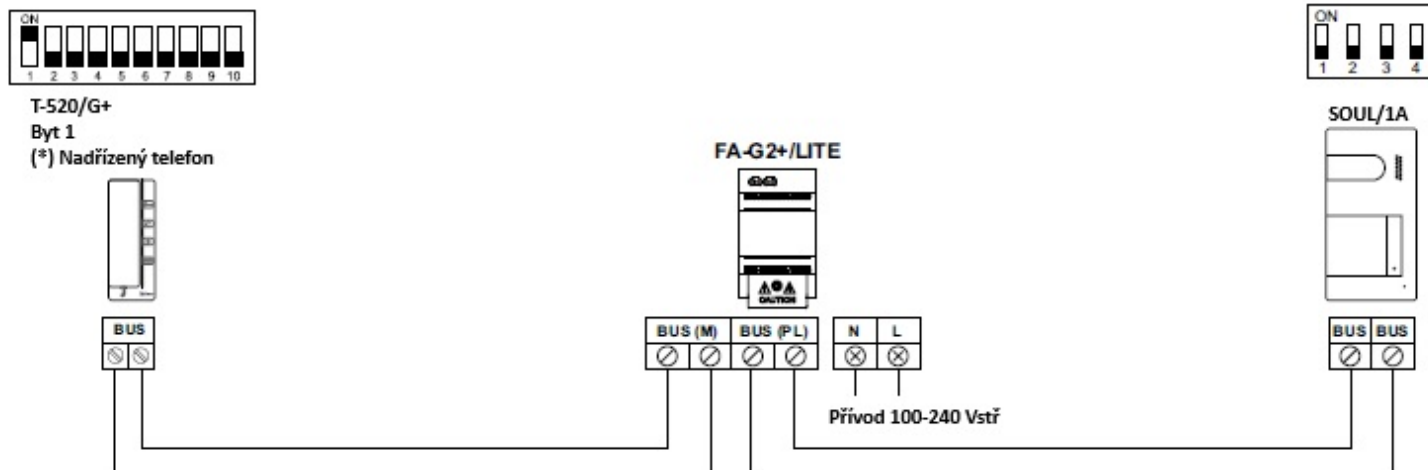 ON
1 2 3 4 5 6 7 8 9 10
T-520/G+
Byt 1
(*) Nadřízený telefon
BUS
FA-G2+/LITE
CAUTION
BUS (M) BUS (PL) N L
Přívod 100-240 Vstř
ON
1 2 3 4
SOUL/1A
BUS BUS